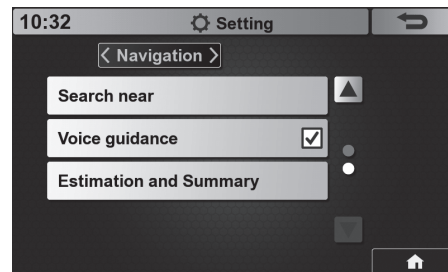 10:32 Setting
< Navigation >
Search near
Voice guidance
Estimation and Summary